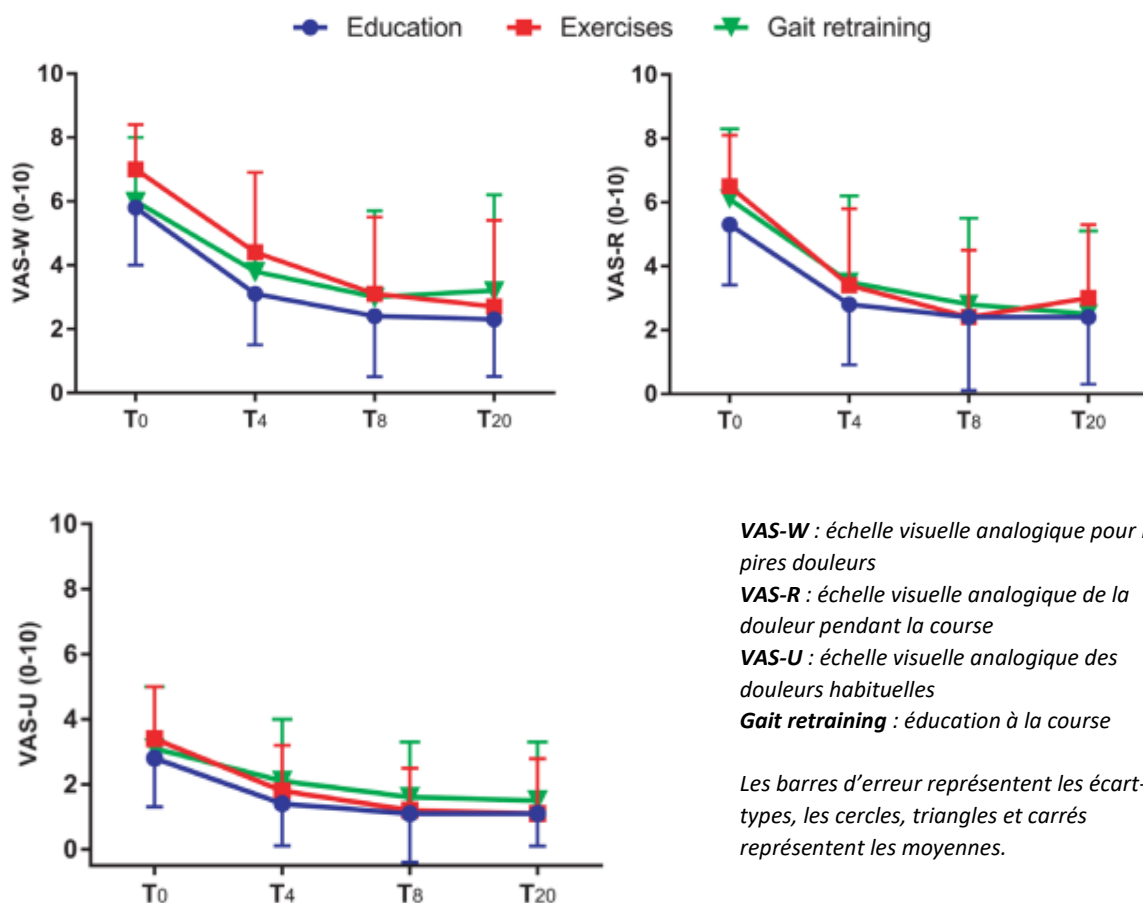 Education Exercises Gait retraining
VAS-W (0-10)
10
8
6
4
2
0
T0 T4 T8 T20
VAS-R (0-10)
10
8
6
4
2
0
T0 T4 T8 T20
VAS-U (0-10)
10
8
6
4
2
0
T0 T4 T8 T20
VAS-W : échelle visuelle analogique pour
pires douleurs
VAS-R : échelle visuelle analogique de la
douleur pendant la course
VAS-U : échelle visuelle analogique des
douleurs habituelles
Gait retraining : éducation à la course
Les barres d’erreur représentent les écart-
types, les cercles, triangles et carrés
représentent les moyennes.